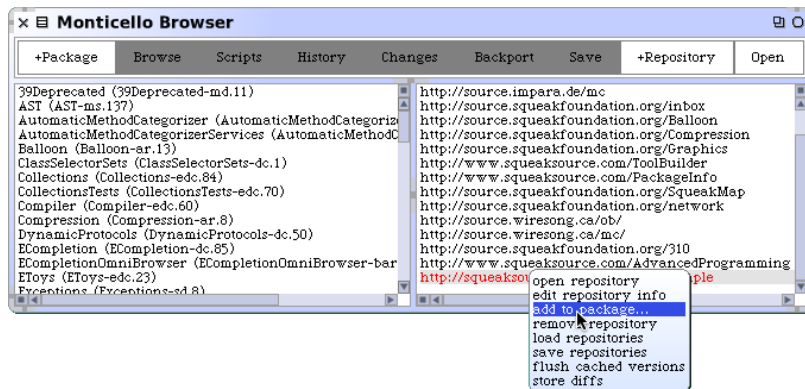 Monticello Browser
+Package Browse Scripts History Changes Backport Save +Repository Open
39Deprecated (39Deprecated-md.11)
AST (AST-ms.137)
AutomaticMethodCategorizer (AutomaticMethodCategoriz
AutomaticMethodCategorizerServices (AutomaticMethodC
Balloon (Balloon-ar.13)
ClassSelectorSets (ClassSelectorSets-dc.1)
Collections (Collections-edc.84)
CollectionsTests (CollectionsTests-edc.70)
Compiler (Compiler-edc.60)
Compression (Compression-ar.8)
DynamicProtocols (DynamicProtocols-dc.50)
ECompletion (ECompletion-dc.85)
ECompletionOmniBrowser (ECompletionOmniBrowser-bar
EToys (EToys-edc.23)
Exceptions (Exceptions-sd.8)
http://source.impara.de/mc
http://source.squeakfoundation.org/inbox
http://source.squeakfoundation.org/Balloon
http://source.squeakfoundation.org/Compression
http://source.squeakfoundation.org/Graphics
http://www.squeaksource.com/ToolBuilder
http://www.squeaksource.com/PackageInfo
http://source.squeakfoundation.org/SqueakMap
http://source.squeakfoundation.org/network
http://source.wiresong.ca/ob/
http://source.wiresong.ca/mc/
http://source.squeakfoundation.org/310
http://www.squeaksource.com/AdvancedProgramming
http://squeaksou ple
open repository
edit repository info
add to package...
remove repository
load repositories
save repositories
flush cached versions
store diffs